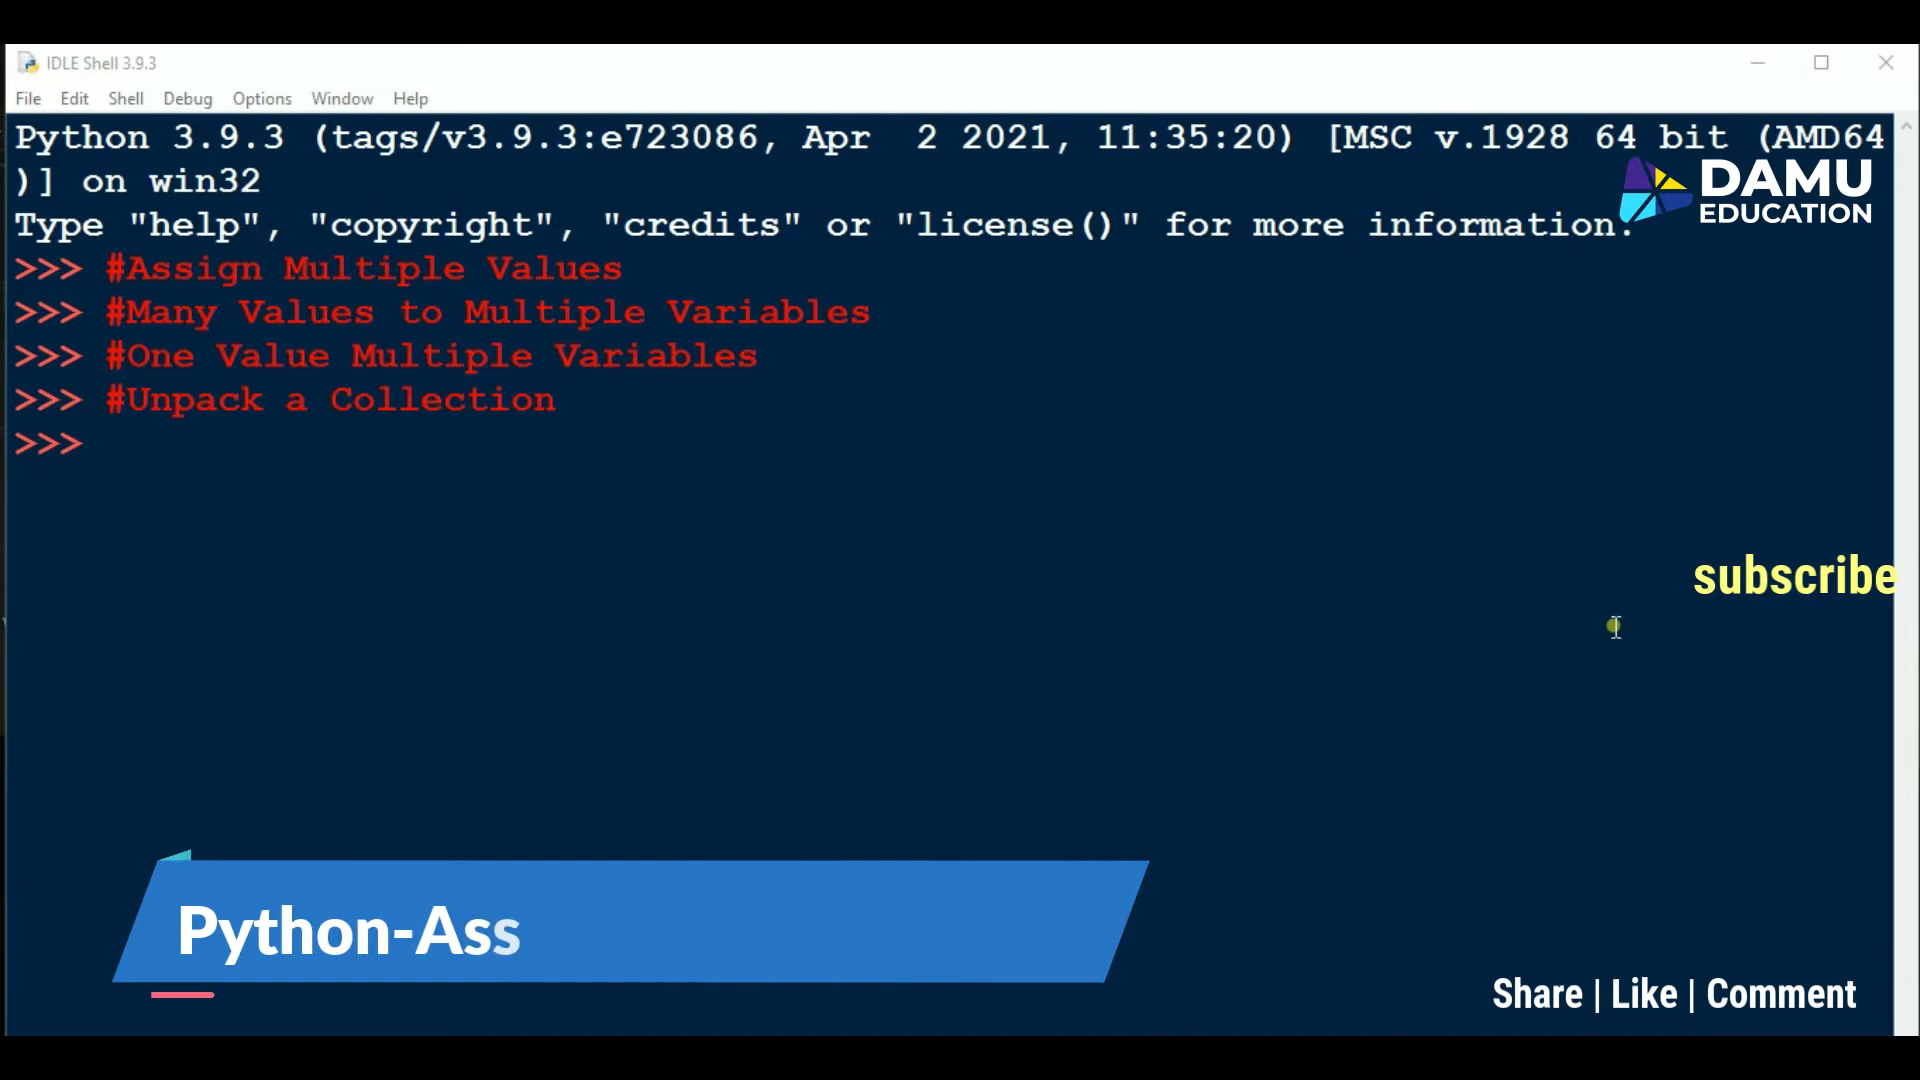 IDLE Shell 3.9.3
File Edit Shell Debug Options Window Help
Python 3.9.3 (tags/v3.9.3:e723086, Apr  2 2021, 11:35:20) [MSC v.1928 64 bit (AMD64
)] on win32
Type "help", "copyright", "credits" or "license()" for more information.
>>> #Assign Multiple Values
>>> #Many Values to Multiple Variables
>>> #One Value Multiple Variables
>>> #Unpack a Collection
>>>
DAMU
EDUCATION
subscribe
Python-Ass
Share | Like | Comment